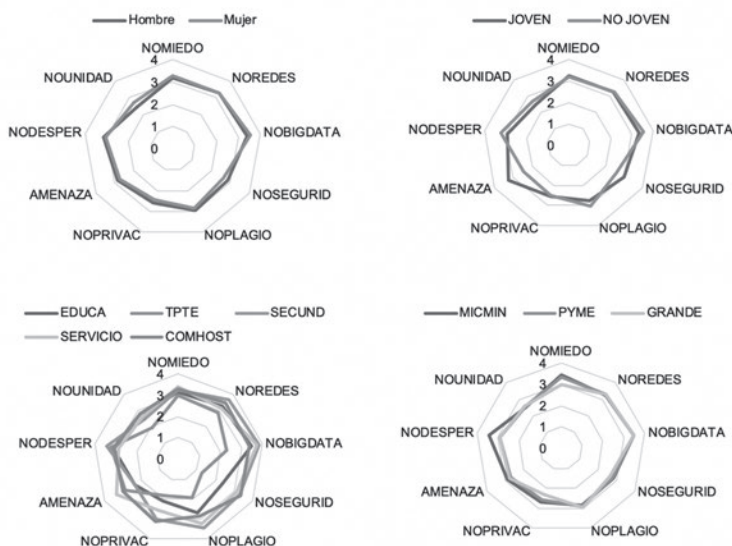 Hombre Mujer
NOMIEDO
NOUNIDAD 4 NOREDES
3
2
NODESPER 1 NOBIGDATA
0
AMENAZA NOSEGURID
NOPRIVAC NOPLAGIO
JOVEN NO JOVEN
NOMIEDO
NOUNIDAD 4 NOREDES
3
2
NODESPER 1 NOBIGDATA
0
AMENAZA NOSEGURID
NOPRIVAC NOPLAGIO
EDUCA TPTE SECUND
SERVICIO COMHOST
NOMIEDO
NOUNIDAD 4 NOREDES
3
2
NODESPER 1 NOBIGDATA
0
AMENAZA NOSEGURID
NOPRIVAC NOPLAGIO
MICMIN PYME GRANDE
NOMIEDO
NOUNIDAD 4 NOREDES
3
2
NODESPER 1 NOBIGDATA
0
AMENAZA NOSEGURID
NOPRIVAC NOPLAGIO